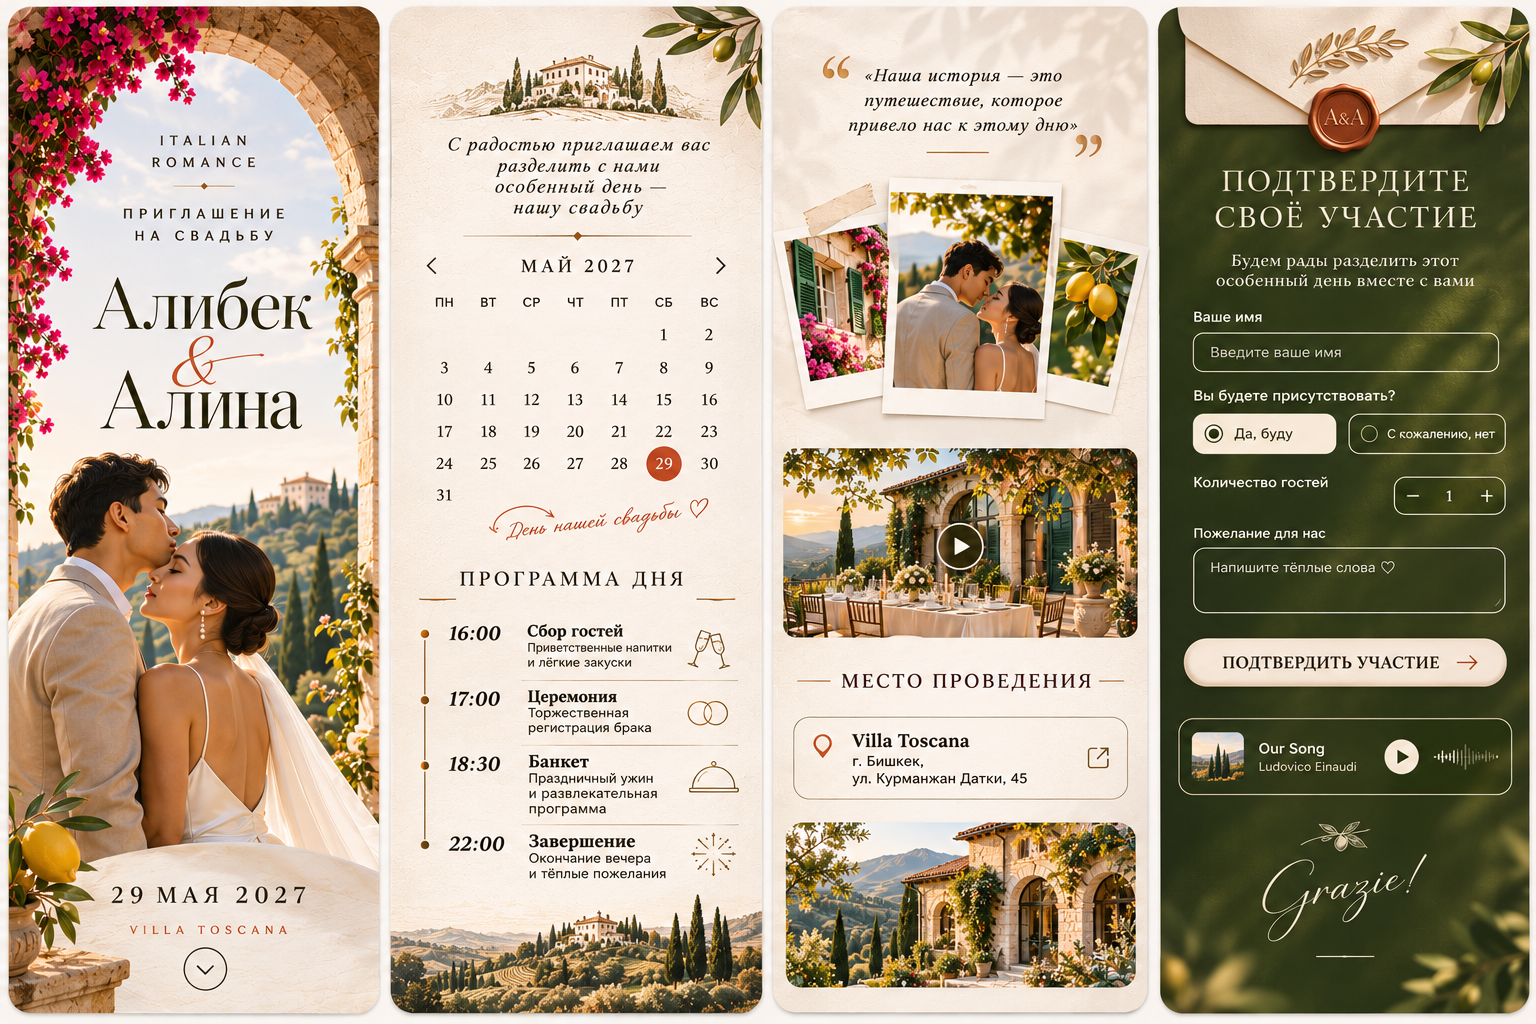 ITALIAN
ROMANCE
ПРИГЛАШЕНИЕ
НА СВАДЬБУ
Алибек
&
Алина
29 МАЯ 2027
VILLA TOSCANA
С радостью приглашаем вас
разделить с нами
особенный день —
нашу свадьбу
МАЙ 2027
ПН ВТ СР ЧТ ПТ СБ ВС
1 2
3 4 5 6 7 8 9
10 11 12 13 14 15 16
17 18 19 20 21 22 23
24 25 26 27 28 29 30
31
День нашей свадьбы ♡
ПРОГРАММА ДНЯ
16:00 Сбор гостей
Приветственные напитки
и лёгкие закуски
17:00 Церемония
Торжественная
регистрация брака
18:30 Банкет
Праздничный ужин
и развлекательная
программа
22:00 Завершение
Окончание вечера
и тёплые пожелания
“ «Наша история — это
путешествие, которое
привело нас к этому дню» ”
МЕСТО ПРОВЕДЕНИЯ
Villa Toscana
г. Бишкек,
ул. Курманжан Датки, 45
A&A
ПОДТВЕРДИТЕ
СВОЁ УЧАСТИЕ
Будем рады разделить этот
особенный день вместе с вами
Ваше имя
Введите ваше имя
Вы будете присутствовать?
Да, буду
С кожалению, нет
Количество гостей
− 1 +
Пожелание для нас
Напишите тёплые слова ♡
ПОДТВЕРДИТЬ УЧАСТИЕ →
Our Song
Ludovico Einaudi
Grazie!